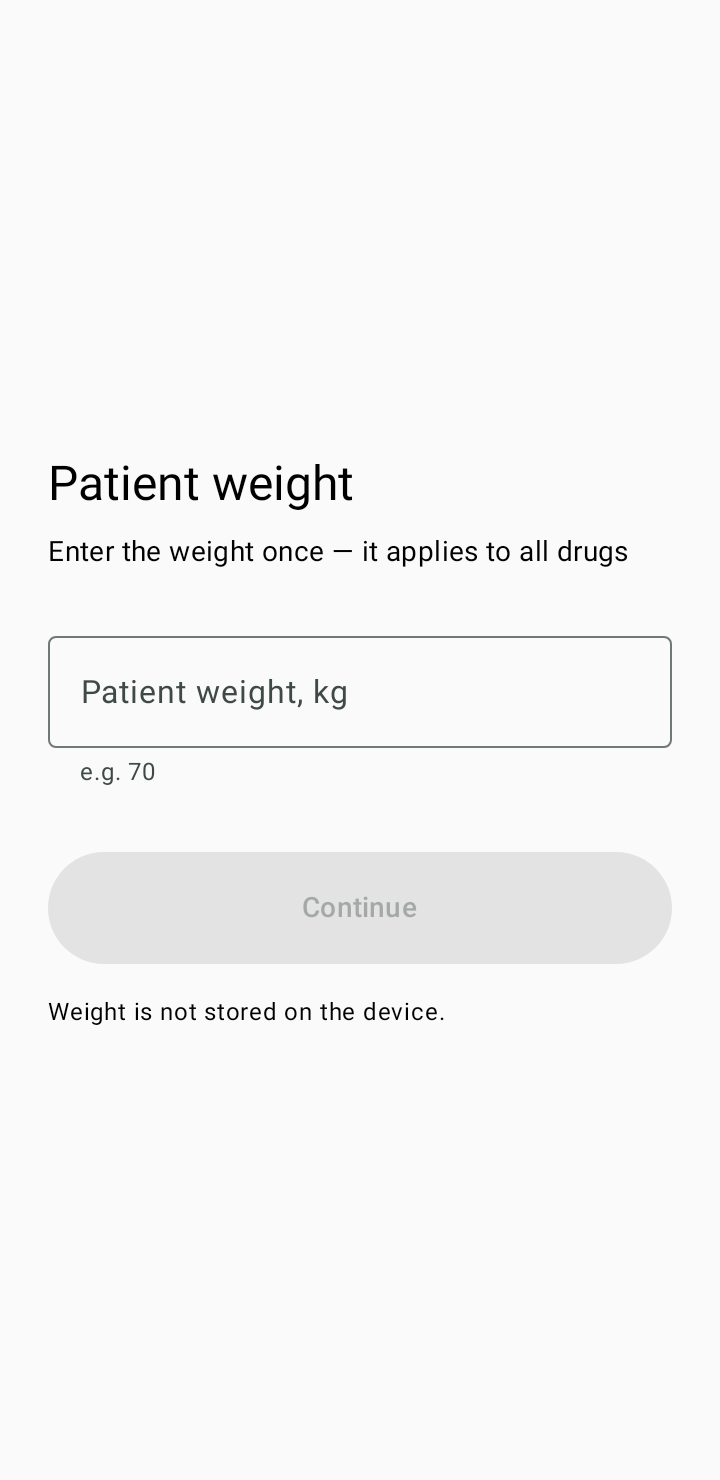 Patient weight
Enter the weight once — it applies to all drugs
Patient weight, kg
e.g. 70
Continue
Weight is not stored on the device.